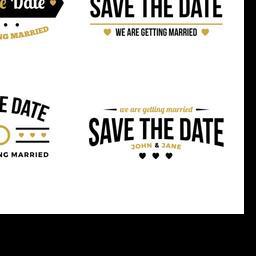 Date
SAVE THE DATE
NG MARRIED
WE ARE GETTING MARRIED
E DATE
NG MARRIED
we are getting married
SAVE THE DATE
JOHN & JANE